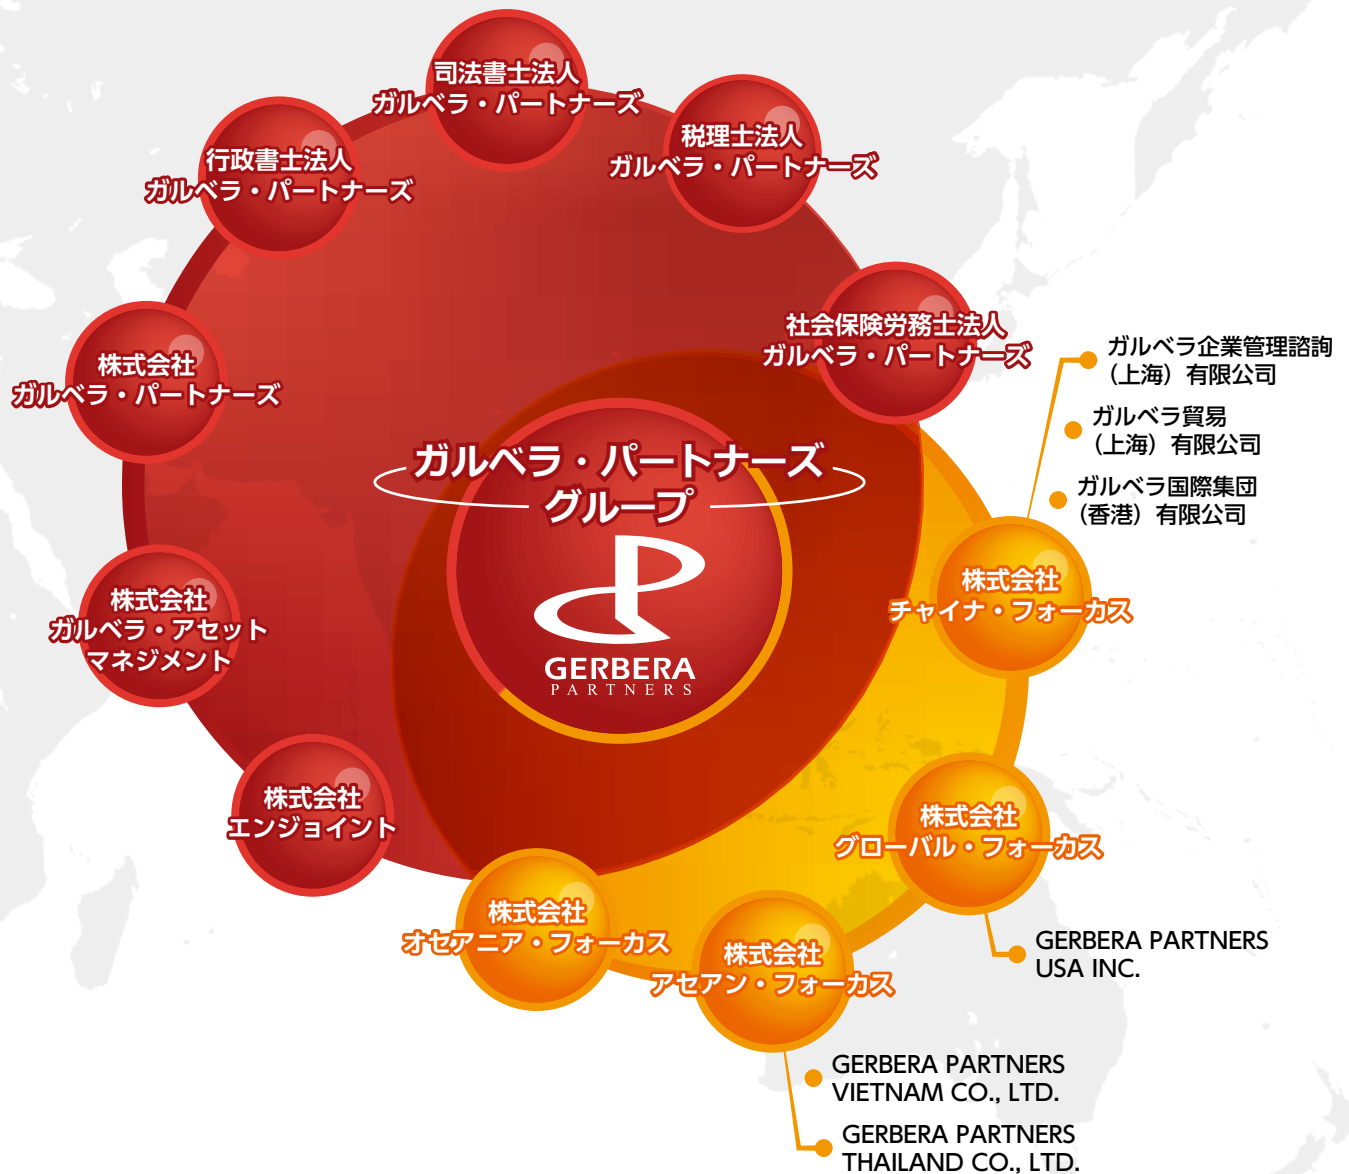 司法書士法人
ガルベラ・パートナーズ
税理士法人
ガルベラ・パートナーズ
行政書士法人
ガルベラ・パートナーズ
社会保険労務士法人
ガルベラ・パートナーズ
株式会社
ガルベラ・パートナーズ
ガルベラ企業管理諮詢
（上海）有限公司
ガルベラ貿易
（上海）有限公司
ガルベラ国際集団
（香港）有限公司
ガルベラ・パートナーズ
グループ
GERBERA
PARTNERS
株式会社
チャイナ・フォーカス
株式会社
ガルベラ・アセット
マネジメント
株式会社
エンジョイント
株式会社
グローバル・フォーカス
株式会社
オセアニア・フォーカス
株式会社
アセアン・フォーカス
GERBERA PARTNERS
USA INC.
GERBERA PARTNERS
VIETNAM CO., LTD.
GERBERA PARTNERS
THAILAND CO., LTD.